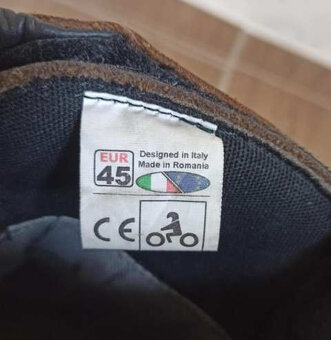 EUR
45
Designed in Italy
Made in Romania
CE